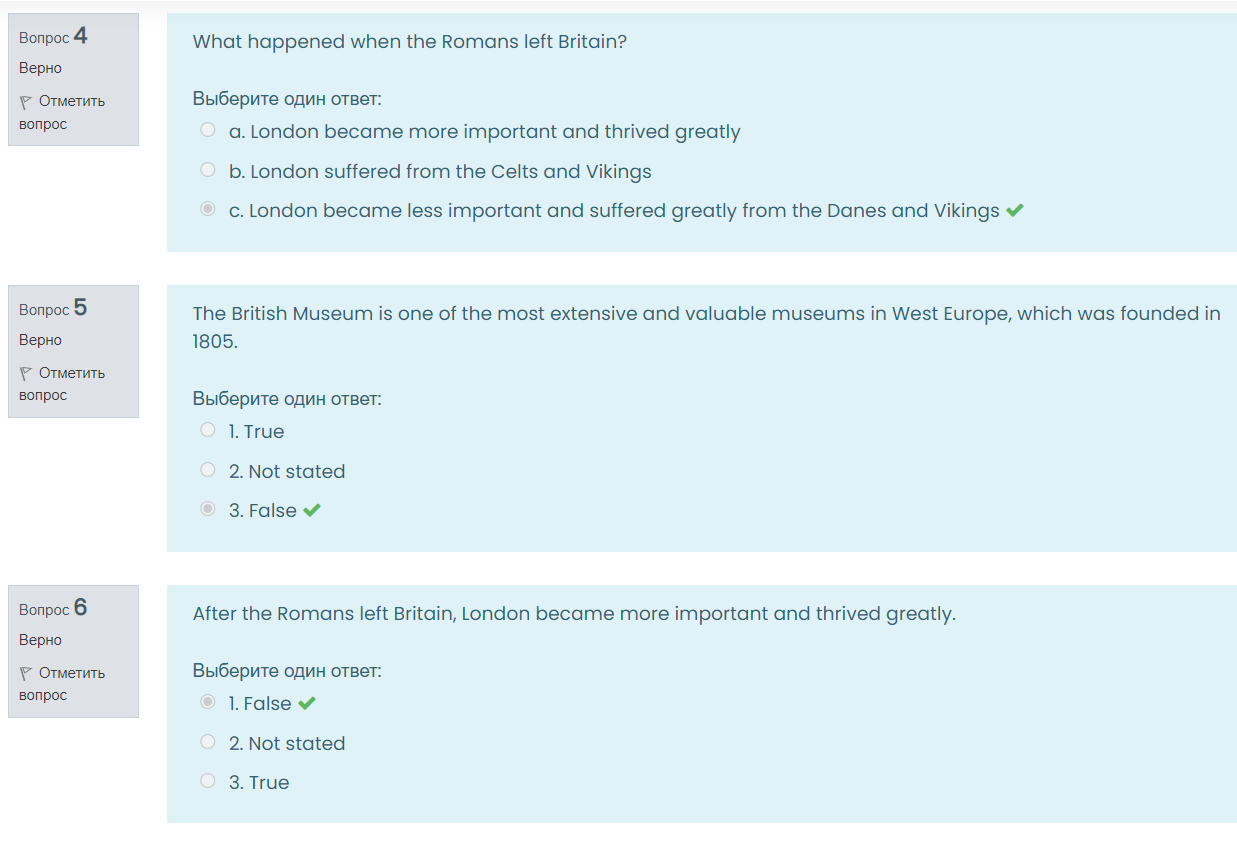 Вопрос 4
Верно
Отметить
вопрос
What happened when the Romans left Britain?
Выберите один ответ:
a. London became more important and thrived greatly
b. London suffered from the Celts and Vikings
c. London became less important and suffered greatly from the Danes and Vikings
Вопрос 5
Верно
Отметить
вопрос
The British Museum is one of the most extensive and valuable museums in West Europe, which was founded in
1805.
Выберите один ответ:
1. True
2. Not stated
3. False
Вопрос 6
Верно
Отметить
вопрос
After the Romans left Britain, London became more important and thrived greatly.
Выберите один ответ:
1. False
2. Not stated
3. True